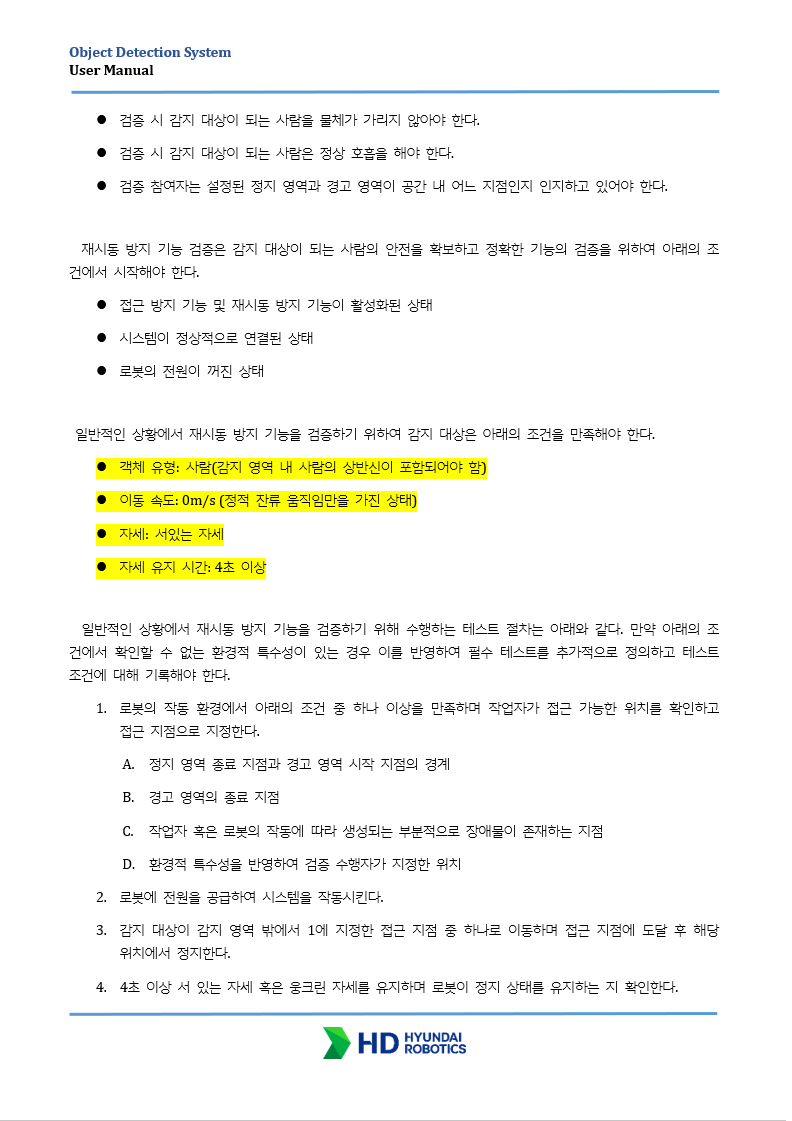 Object Detection System
User Manual
● 검증 시 감지 대상이 되는 사람을 물체가 가리지 않아야 한다.
● 검증 시 감지 대상이 되는 사람은 정상 호흡을 해야 한다.
● 검증 참여자는 설정된 정지 영역과 경고 영역이 공간 내 어느 지점인지 인지하고 있어야 한다.
재시동 방지 기능 검증은 감지 대상이 되는 사람의 안전을 확보하고 정확한 기능의 검증을 위하여 아래의 조
건에서 시작해야 한다.
● 접근 방지 기능 및 재시동 방지 기능이 활성화된 상태
● 시스템이 정상적으로 연결된 상태
● 로봇의 전원이 꺼진 상태
일반적인 상황에서 재시동 방지 기능을 검증하기 위하여 감지 대상은 아래의 조건을 만족해야 한다.
● 객체 유형: 사람(감지 영역 내 사람의 상반신이 포함되어야 함)
● 이동 속도: 0m/s (정적 잔류 움직임만을 가진 상태)
● 자세: 서있는 자세
● 자세 유지 시간: 4초 이상
일반적인 상황에서 재시동 방지 기능을 검증하기 위해 수행하는 테스트 절차는 아래와 같다. 만약 아래의 조
건에서 확인할 수 없는 환경적 특수성이 있는 경우 이를 반영하여 필수 테스트를 추가적으로 정의하고 테스트
조건에 대해 기록해야 한다.
1. 로봇의 작동 환경에서 아래의 조건 중 하나 이상을 만족하며 작업자가 접근 가능한 위치를 확인하고
접근 지점으로 지정한다.
A. 정지 영역 종료 지점과 경고 영역 시작 지점의 경계
B. 경고 영역의 종료 지점
C. 작업자 혹은 로봇의 작동에 따라 생성되는 부분적으로 장애물이 존재하는 지점
D. 환경적 특수성을 반영하여 검증 수행자가 지정한 위치
2. 로봇에 전원을 공급하여 시스템을 작동시킨다.
3. 감지 대상이 감지 영역 밖에서 1에 지정한 접근 지점 중 하나로 이동하며 접근 지점에 도달 후 해당
위치에서 정지한다.
4. 4초 이상 서 있는 자세 혹은 웅크린 자세를 유지하며 로봇이 정지 상태를 유지하는 지 확인한다.
HD HYUNDAI
ROBOTICS